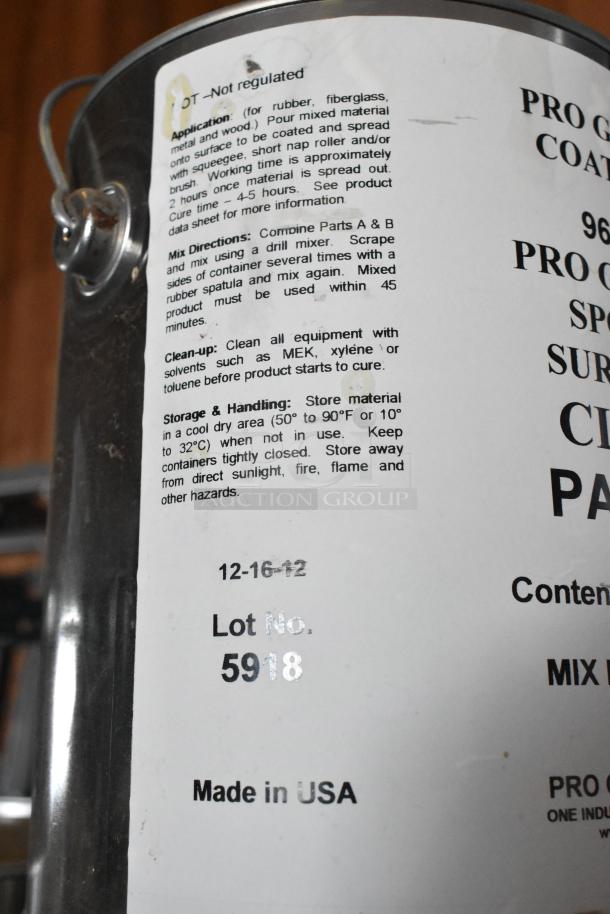 DOT –Not regulated
Application: (for rubber, fiberglass,
metal and wood.) Pour mixed material
onto surface to be coated and spread
with squeegee, short nap roller and/or
brush. Working time is approximately
2 hours once material is spread out.
Cure time – 4-5 hours. See product
data sheet for more information.
Mix Directions: Combine Parts A & B
and mix using a drill mixer. Scrape
sides of container several times with a
rubber spatula and mix again. Mixed
product must be used within 45
minutes.
Clean-up: Clean all equipment with
solvents such as MEK, xylene or
toluene before product starts to cure.
Storage & Handling: Store material
in a cool dry area (50° to 90°F or 10°
to 32°C) when not in use. Keep
containers tightly closed. Store away
from direct sunlight, fire, flame and
other hazards.
AUCTION GROUP
12-16-12
Lot No.
5918
Made in USA
PRO G
COAT
96
PRO
SPO
SUR
CL
PA
Conten
MIX
PRO
ONE INDU